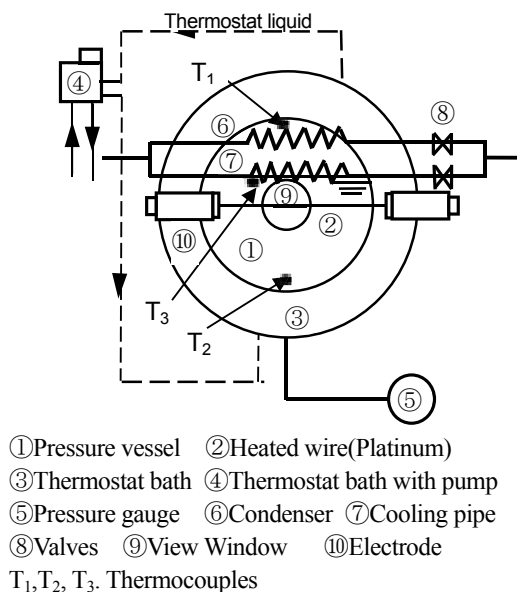 Thermostat liquid
④
T₁
⑧
⑥
⑦
⑨
②
⑩
①
T₃
T₂
③
⑤
①Pressure vessel ②Heated wire(Platinum)
③Thermostat bath ④Thermostat bath with pump
⑤Pressure gauge ⑥Condenser ⑦Cooling pipe
⑧Valves ⑨View Window ⑩Electrode
T₁,T₂, T₃. Thermocouples